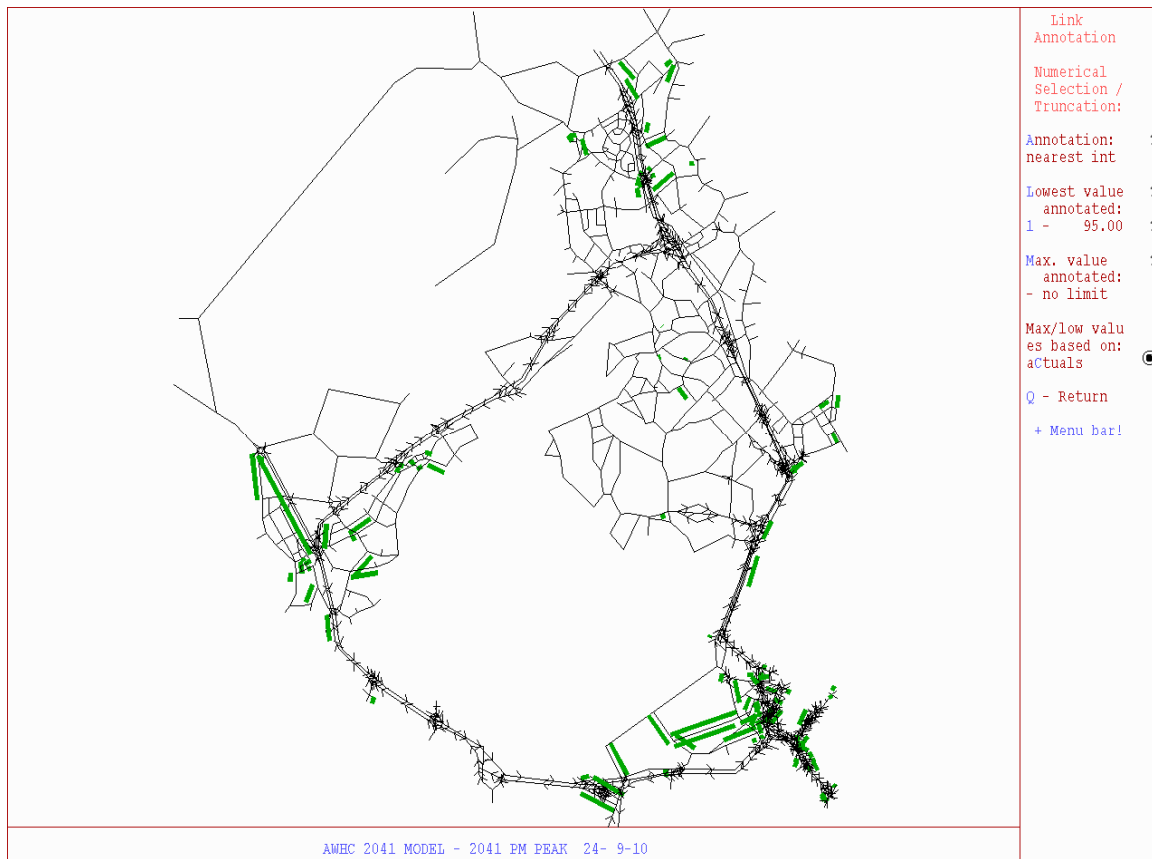 Link
Annotation
Numerical
Selection /
Truncation:
Annotation:
nearest int
Lowest value
annotated:
1 - 95.00
Max. value
annotated:
- no limit
Max/low valu
es based on:
aCtuals
Q - Return
+ Menu bar!
AWHC 2041 MODEL - 2041 PM PEAK 24- 9-10